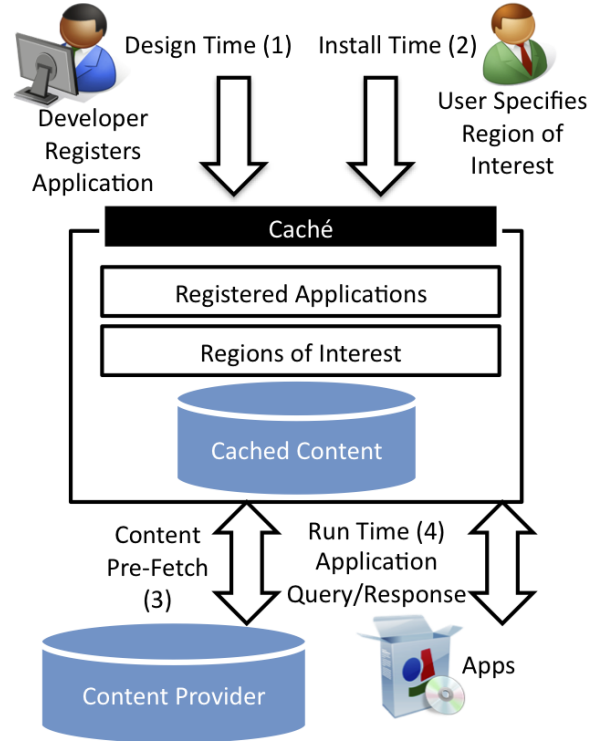 Design Time (1)
Install Time (2)
Developer
Registers
Application
User Specifies
Region of
Interest
Caché
Registered Applications
Regions of Interest
Cached Content
Content
Pre-Fetch
(3)
Run Time (4)
Application
Query/Response
Content Provider
Apps